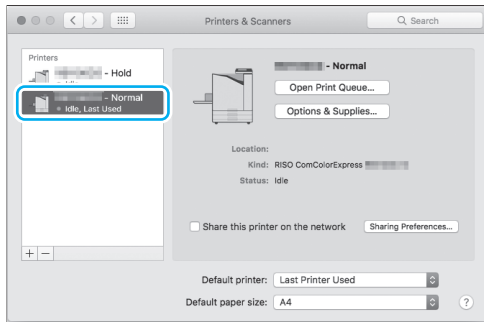 Printers & Scanners
Search
Printers
- Hold
- Normal
Idle, Last Used
- Normal
Open Print Queue...
Options & Supplies...
Location:
Kind: RISO ComColorExpress
Status: Idle
Share this printer on the network
Sharing Preferences...
+ −
Default printer: Last Printer Used
Default paper size: A4
?